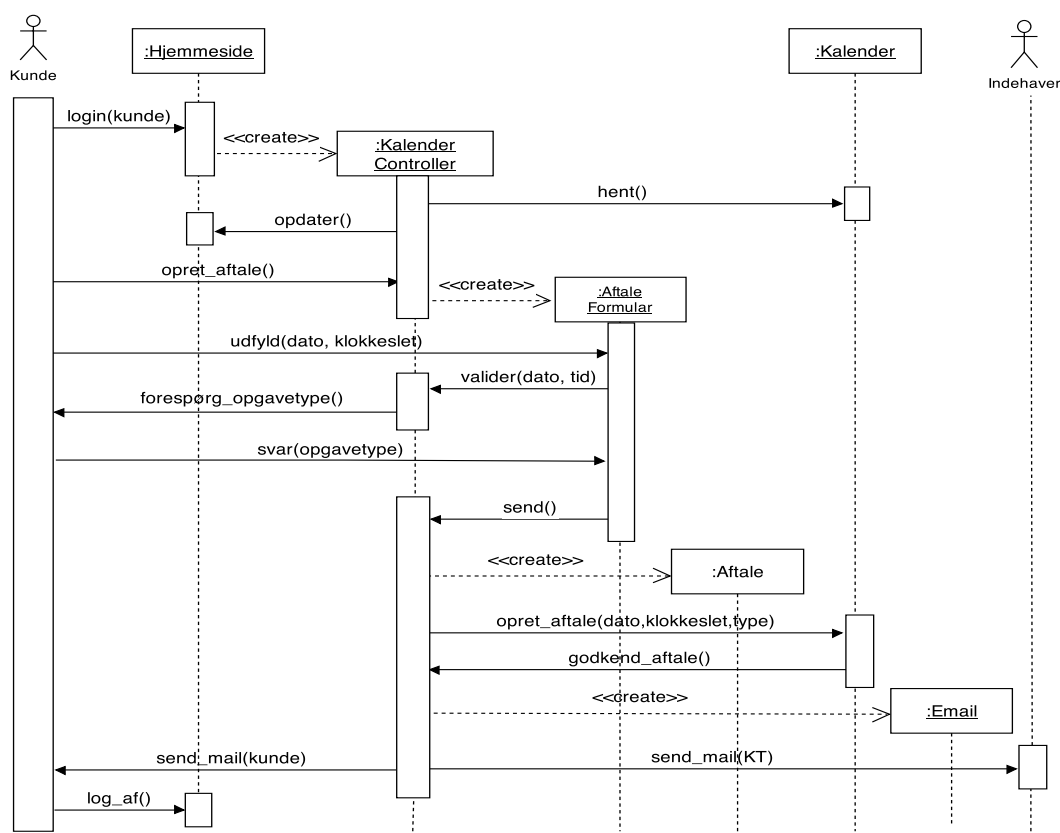 Kunde
:Hjemmeside
:Kalender
Indehaver
login(kunde)
<<create>>
:Kalender
Controller
hent()
opdater()
opret_aftale()
<<create>>
:Aftale
Formular
udfyld(dato, klokkeslet)
valider(dato, tid)
forespørg_opgavetype()
svar(opgavetype)
send()
<<create>>
:Aftale
opret_aftale(dato,klokkeslet,type)
godkend_aftale()
<<create>>
:Email
send_mail(kunde)
send_mail(KT)
log_af()